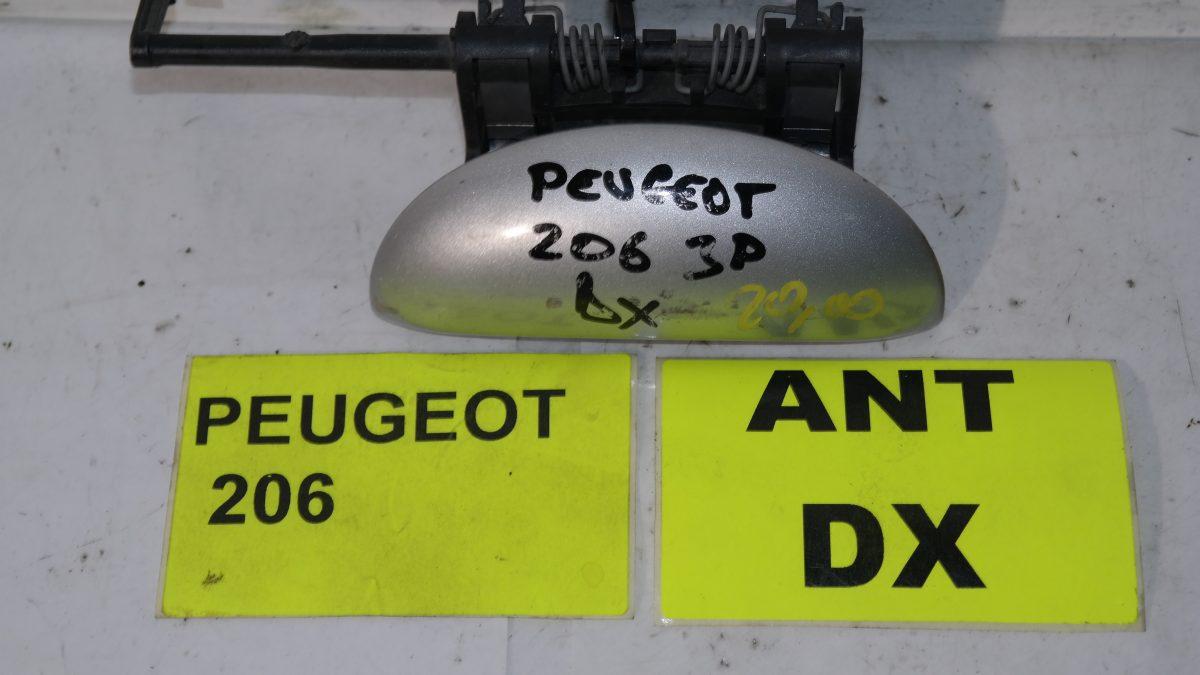 PEUGEOT
206 3P
DX 20,00
PEUGEOT
206
ANT
DX